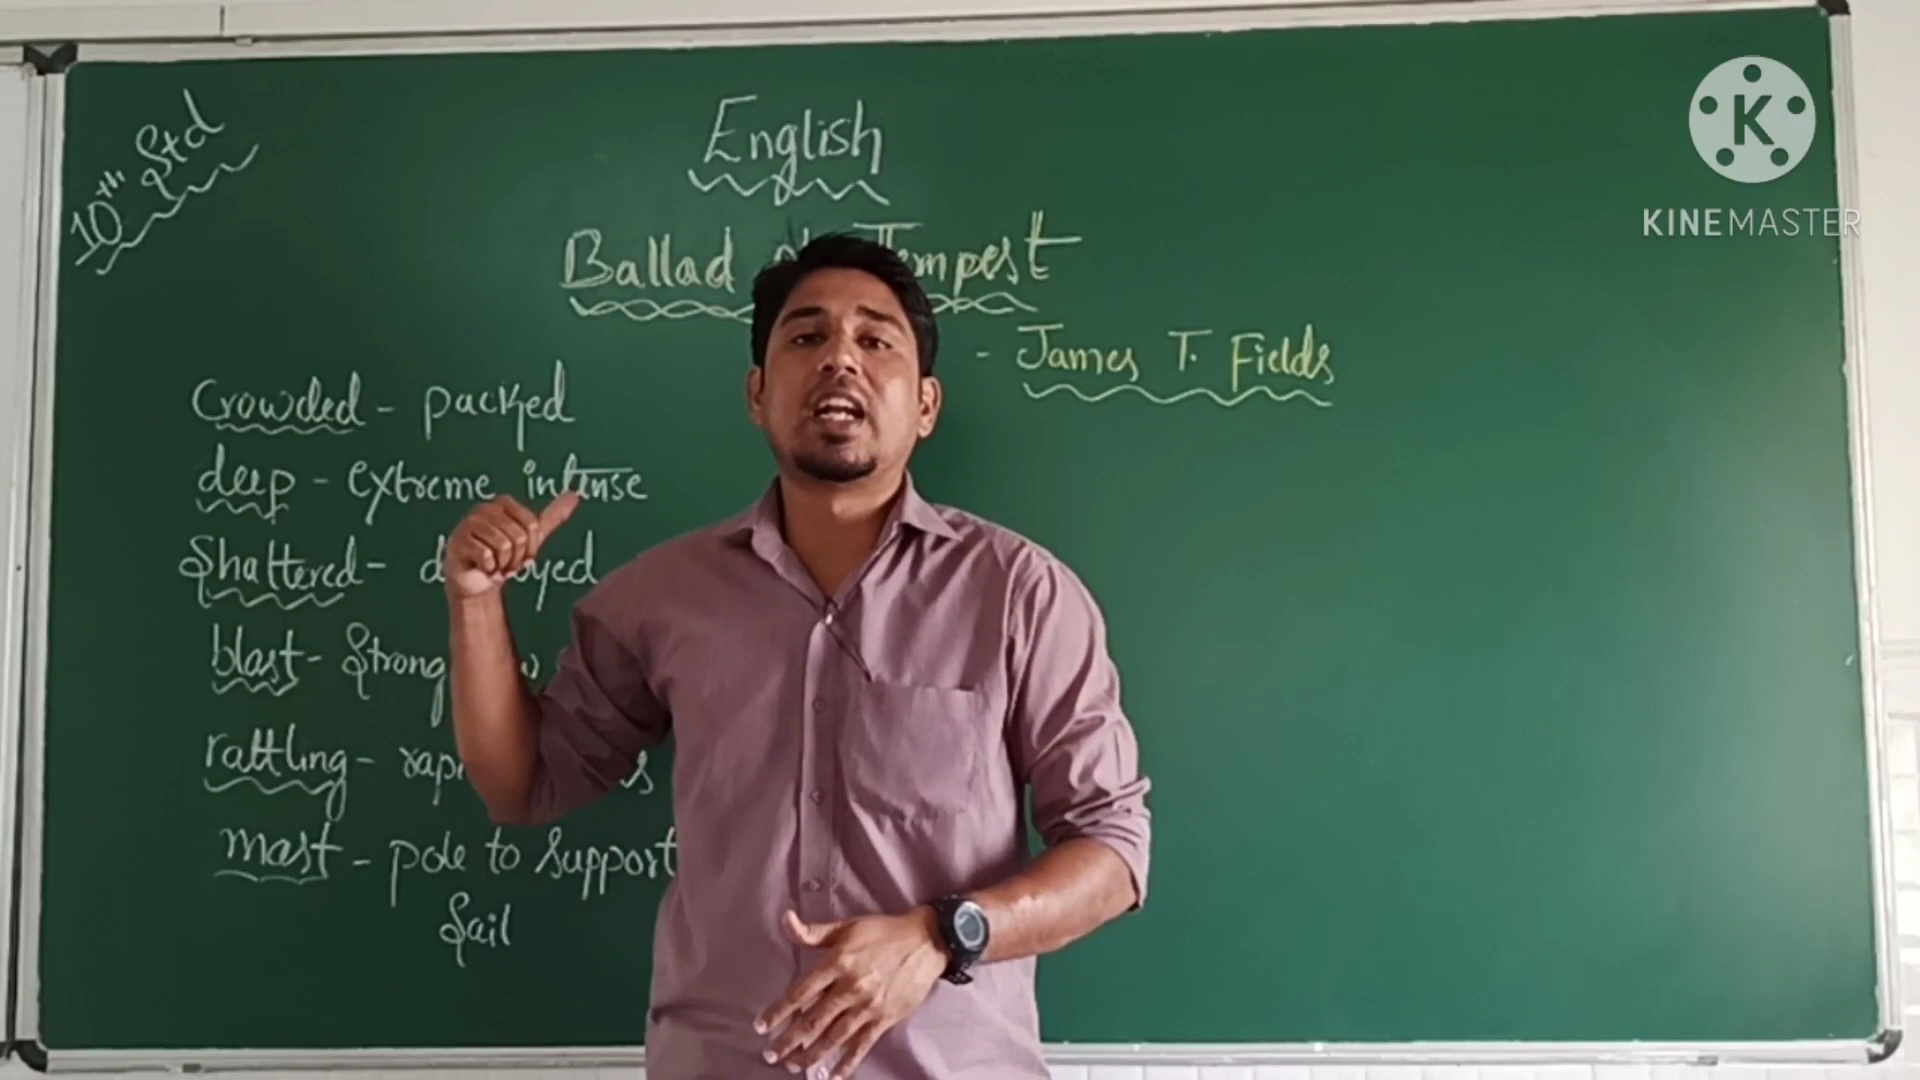 10th Std
English
Ballad Tempest
- James T. Fields
Crowded - packed
deep - extreme intense
Shattered -
blast - Strong
rattling -
mast - pole to support
Sail
K
KINEMASTER